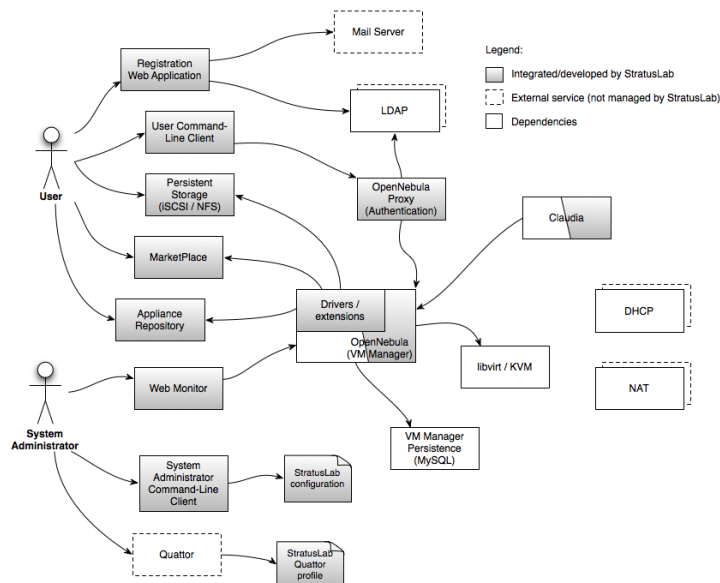 Mail Server
Legend:
Integrated/developed by StratusLab
External service (not managed by StratusLab)
Dependencies
Registration
Web Application
LDAP
User Command-
Line Client
User
Persistent
Storage
(iSCSI / NFS)
OpenNebula
Proxy
(Authentication)
Claudia
MarketPlace
Appliance
Repository
Drivers /
extensions
OpenNebula
(VM Manager)
DHCP
libvirt / KVM
NAT
Web Monitor
System
Administrator
VM Manager
Persistence
(MySQL)
System
Administrator
Command-Line
Client
StratusLab
configuration
Quattor
StratusLab
Quattor
profile